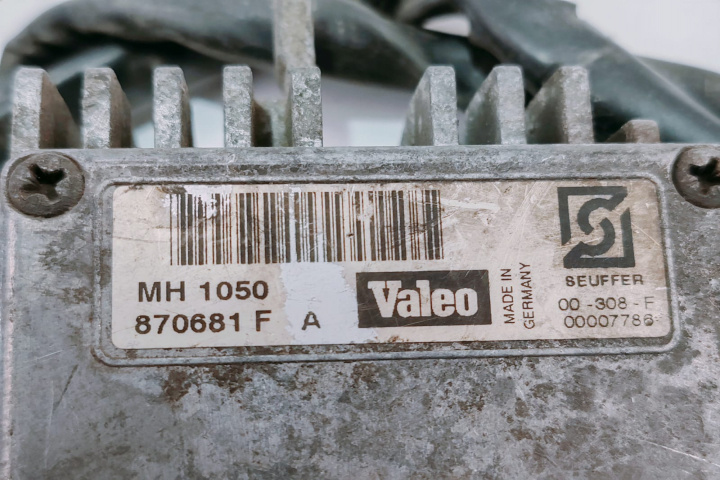 MH 1050
870681 F A
Valeo
MADE IN
GERMANY
SEUFFER
00-308-F
00007786